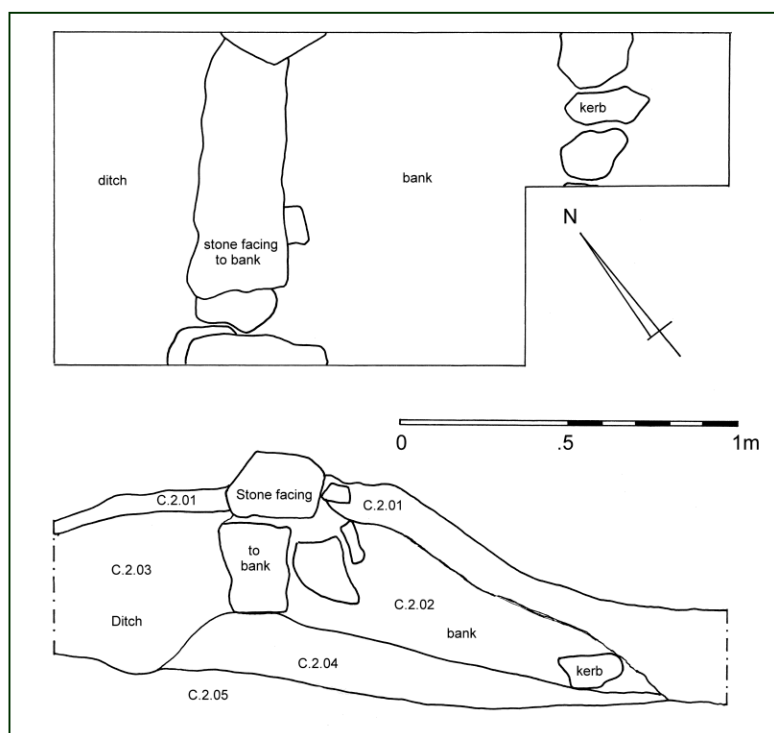 kerb
ditch
bank
stone facing
to bank
N
0
.5
1m
C.2.01
Stone facing
C.2.01
to
bank
C.2.03
C.2.02
Ditch
bank
C.2.04
kerb
C.2.05